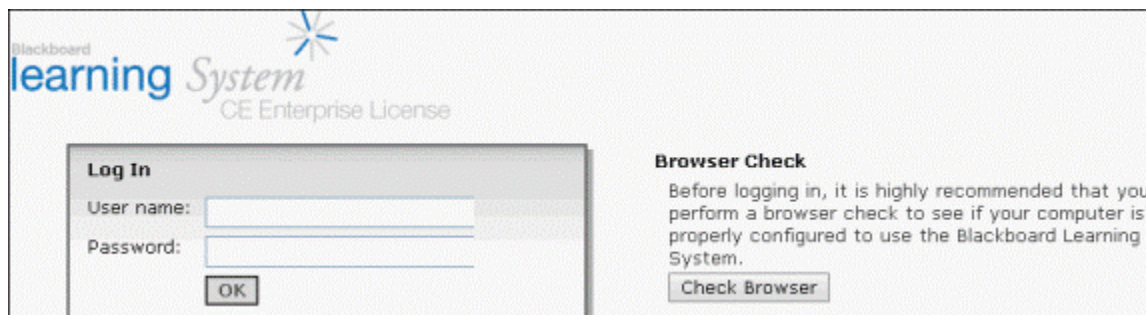 Blackboard
learning System
CE Enterprise License
Log In
User name:
Password:
OK
Browser Check
Before logging in, it is highly recommended that you
perform a browser check to see if your computer is
properly configured to use the Blackboard Learning
System.
Check Browser